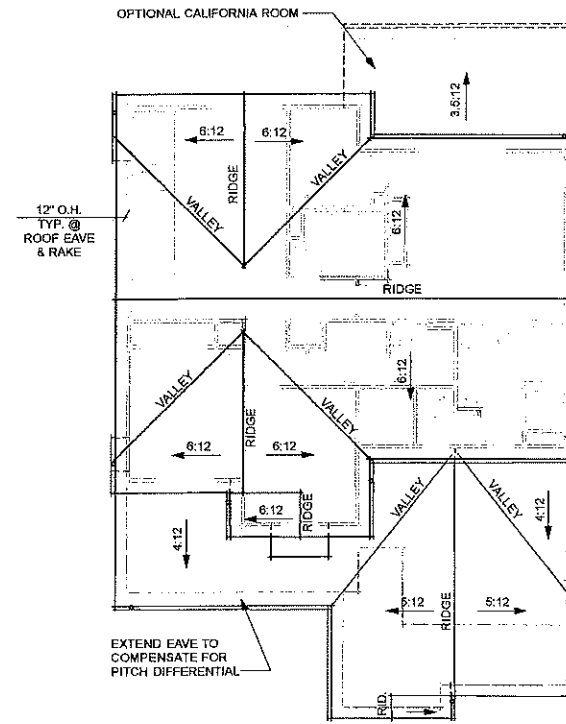 OPTIONAL CALIFORNIA ROOM
3.5:12
6:12
6:12
VALLEY
RIDGE
VALLEY
12" O.H.
TYP. @
ROOF EAVE
& RAKE
6:12
RIDGE
6:12
VALLEY
RIDGE
VALLEY
6:12
6:12
RIDGE
6:12
4:12
VALLEY
VALLEY
4:12
5:12
RIDGE
5:12
EXTEND EAVE TO
COMPENSATE FOR
PITCH DIFFERENTIAL
RID.